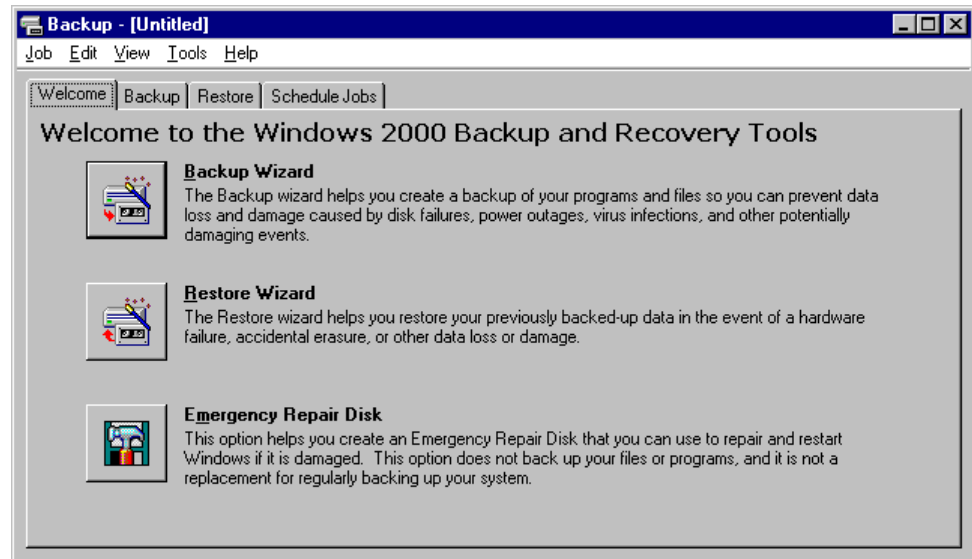 Backup - [Untitled]
Job Edit View Tools Help
Welcome Backup Restore Schedule Jobs
Welcome to the Windows 2000 Backup and Recovery Tools
Backup Wizard
The Backup wizard helps you create a backup of your programs and files so you can prevent data
loss and damage caused by disk failures, power outages, virus infections, and other potentially
damaging events.
Restore Wizard
The Restore wizard helps you restore your previously backed-up data in the event of a hardware
failure, accidental erasure, or other data loss or damage.
Emergency Repair Disk
This option helps you create an Emergency Repair Disk that you can use to repair and restart
Windows if it is damaged.  This option does not back up your files or programs, and it is not a
replacement for regularly backing up your system.